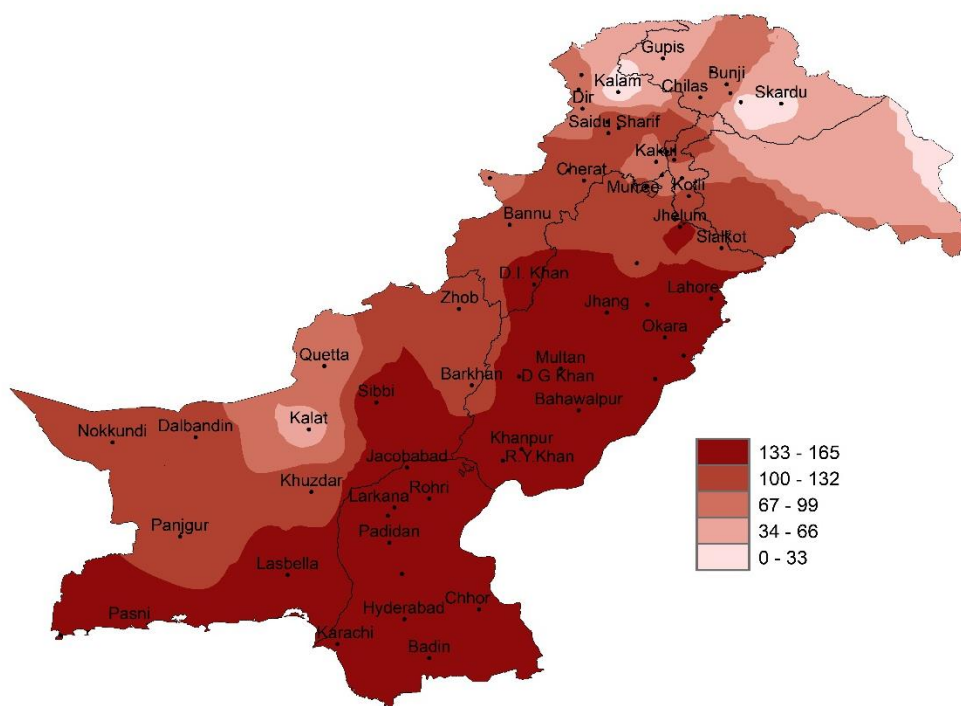 Gupis
Kalam
Bunji
Chilas
Skardu
Dir
Saidu Sharif
Kakul
Cherat
Murree
Kotli
Bannu
Jhelum
Sialkot
D.I. Khan
Zhob
Jhang
Lahore
Okara
Quetta
Multan
Barkhan
D G Khan
Sibbi
Bahawalpur
Kalat
Nokkundi
Dalbandin
Khanpur
R.Y.Khan
Jacobabad
Khuzdar
Rohri
Larkana
Panjgur
Padidan
Lasbella
Pasni
Hyderabad
Chhor
Karachi
Badin
133 - 165
100 - 132
67 - 99
34 - 66
0 - 33